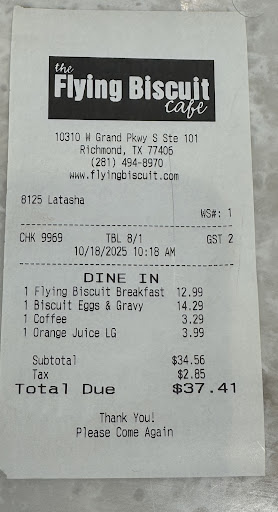 the
Flying Biscuit
cafe
10310 W Grand Pkwy S Ste 101
Richmond, TX 77406
(281) 494-8970
www.flyingbiscuit.com
8125 Latasha
WS#: 1
CHK 9969 TBL 8/1 GST 2
10/18/2025 10:18 AM
DINE IN
1 Flying Biscuit Breakfast 12.99
1 Biscuit Eggs & Gravy 14.29
1 Coffee 3.29
1 Orange Juice LG 3.99
Subtotal $34.56
Tax $2.85
Total Due $37.41
Thank You!
Please Come Again